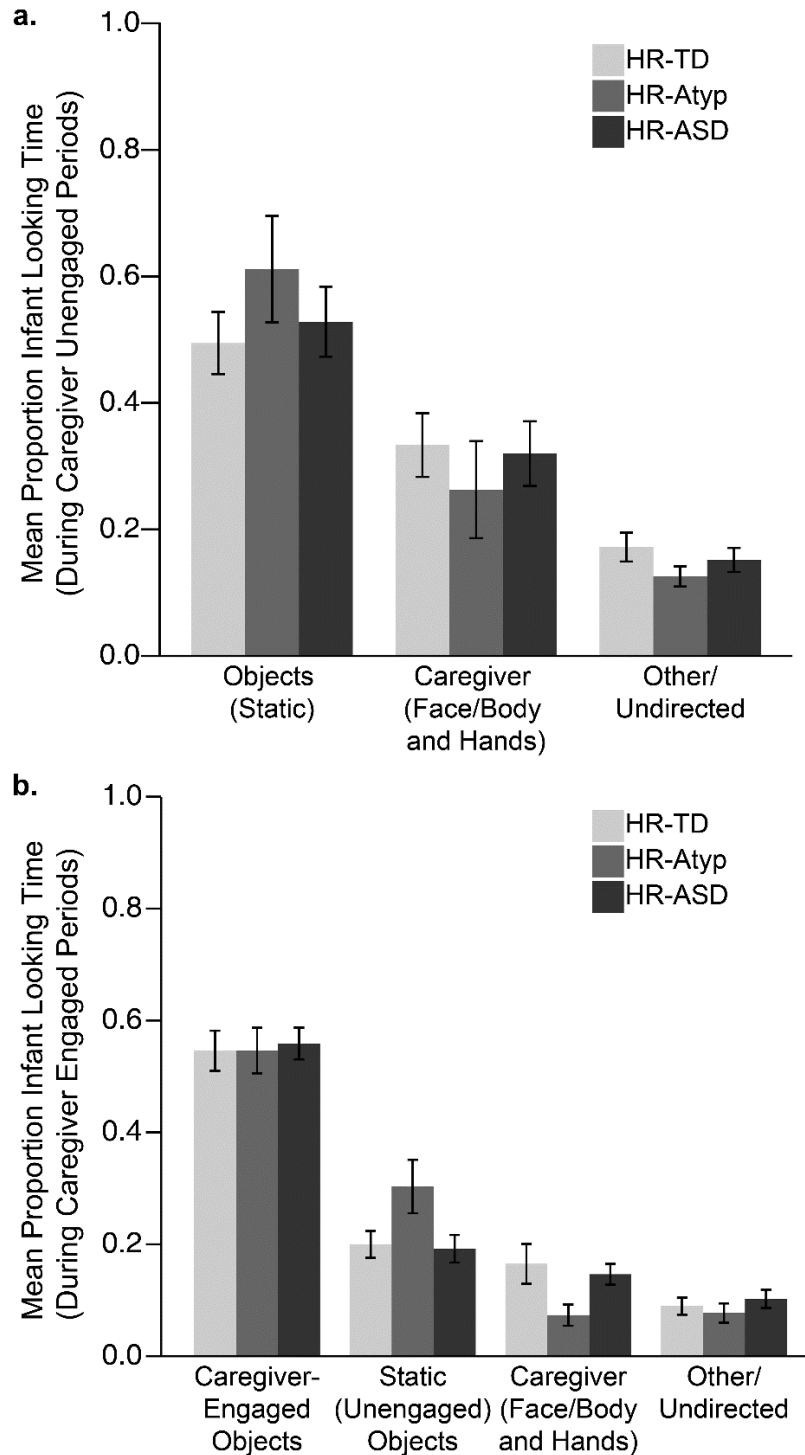 a.
Mean Proportion Infant Looking Time
(During Caregiver Unengaged Periods)
1.0
0.8
0.6
0.4
0.2
0.0
HR-TD
HR-Atyp
HR-ASD
Objects
(Static)
Caregiver
(Face/Body
and Hands)
Other/
Undirected
b.
Mean Proportion Infant Looking Time
(During Caregiver Engaged Periods)
1.0
0.8
0.6
0.4
0.2
0.0
HR-TD
HR-Atyp
HR-ASD
Caregiver-
Engaged
Objects
Static
(Unengaged)
Objects
Caregiver
(Face/Body
and Hands)
Other/
Undirected